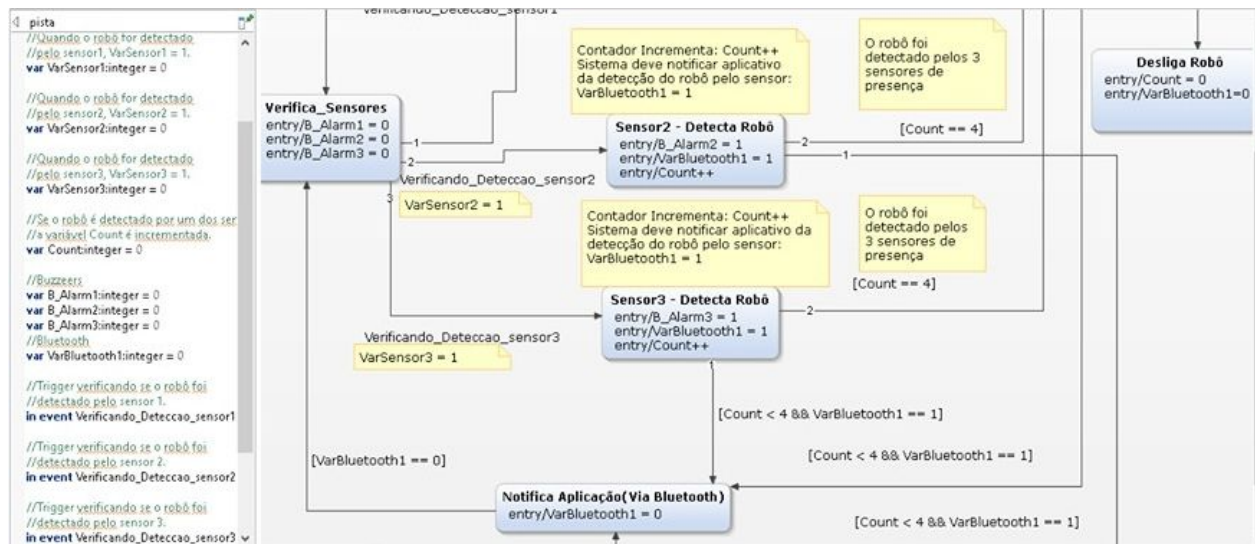 pista
//Quando o robô for detectado
//pelo sensor1, VarSensor1 = 1.
var VarSensor1:integer = 0
//Quando o robô for detectado
//pelo sensor2, VarSensor2 = 1.
var VarSensor2:integer = 0
//Quando o robô for detectado
//pelo sensor3, VarSensor3 = 1.
var VarSensor3:integer = 0
//Se o robô é detectado por um dos ser
//a variável Count é incrementada.
var Count:integer = 0
//Buzzeers
var B_Alarm1:integer = 0
var B_Alarm2:integer = 0
var B_Alarm3:integer = 0
//Bluetooth
var VarBluetooth1:integer = 0
//Trigger verificando se o robô foi
//detectado pelo sensor 1.
in event Verificando_Deteccao_sensor1
//Trigger verificando se o robô foi
//detectado pelo sensor 2.
in event Verificando_Deteccao_sensor2
//Trigger verificando se o robô foi
//detectado pelo sensor 3.
in event Verificando_Deteccao_sensor3
Verificando_Deteccao_sensor1
Verifica_Sensores
entry/B_Alarm1 = 0
entry/B_Alarm2 = 0
entry/B_Alarm3 = 0
1
2
3
Contador Incrementa: Count++
Sistema deve notificar aplicativo
da detecção do robô pelo sensor:
VarBluetooth1 = 1
O robô foi
detectado pelos 3
sensores de
presença
Desliga Robô
entry/Count = 0
entry/VarBluetooth1=0
Sensor2 - Detecta Robô
entry/B_Alarm2 = 1
entry/VarBluetooth1 = 1
entry/Count++
2
1
[Count == 4]
Verificando_Deteccao_sensor2
VarSensor2 = 1
Contador Incrementa: Count++
Sistema deve notificar aplicativo da
detecção do robô pelo sensor:
VarBluetooth1 = 1
O robô foi
detectado pelos
3 sensores de
presença
[Count == 4]
Sensor3 - Detecta Robô
entry/B_Alarm3 = 1
entry/VarBluetooth1 = 1
entry/Count++
2
1
Verificando_Deteccao_sensor3
VarSensor3 = 1
[Count < 4 && VarBluetooth1 == 1]
[VarBluetooth1 == 0]
[Count < 4 && VarBluetooth1 == 1]
Notifica Aplicação(Via Bluetooth)
entry/VarBluetooth1 = 0
[Count < 4 && VarBluetooth1 == 1]